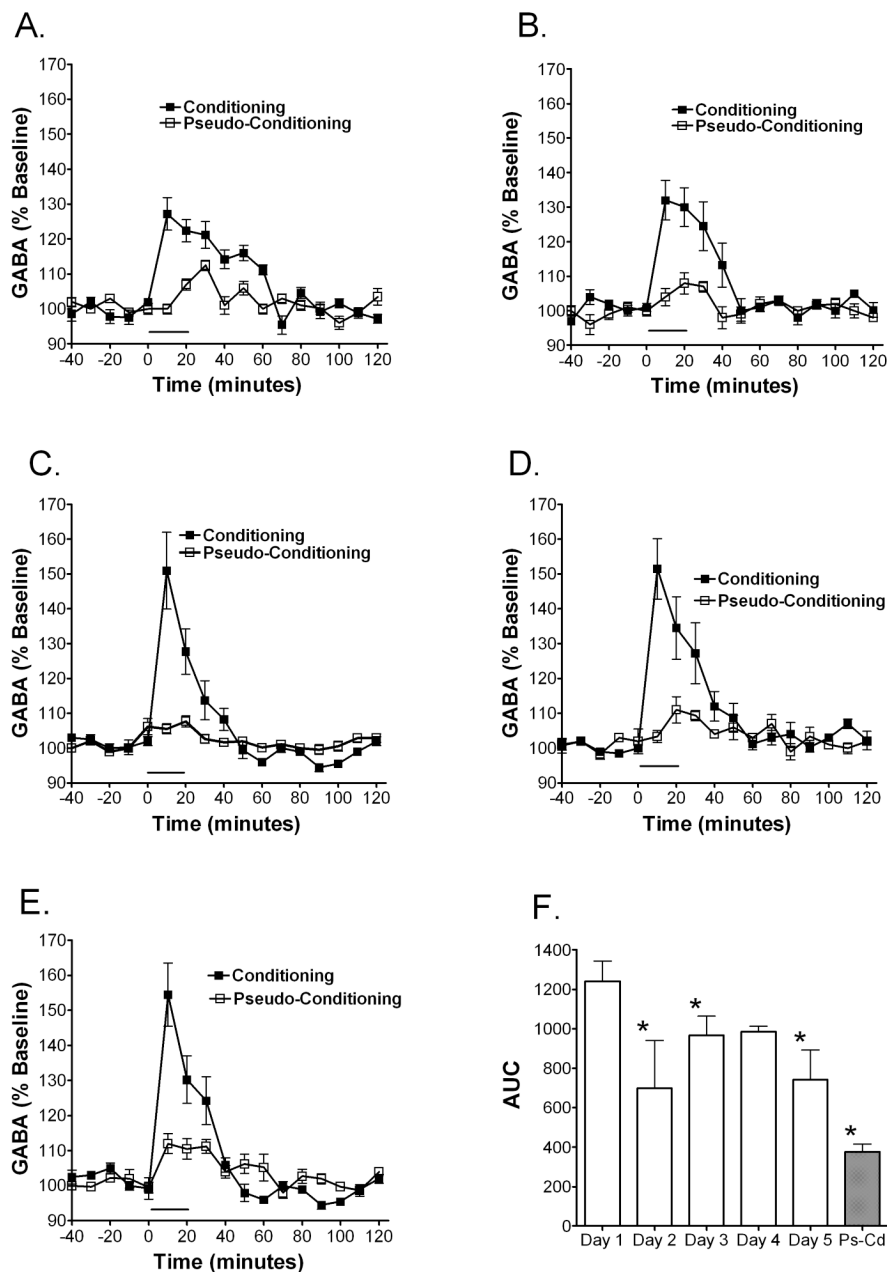 A.
170
160
150
140
130
120
110
100
90
GABA (% Baseline)
Conditioning
Pseudo-Conditioning
-40 -20 0 20 40 60 80 100 120
Time (minutes)
B.
170
160
150
140
130
120
110
100
90
GABA (% Baseline)
Conditioning
Pseudo-Conditioning
-40 -20 0 20 40 60 80 100 120
Time (minutes)
C.
170
160
150
140
130
120
110
100
90
GABA (% Baseline)
Conditioning
Pseudo-Conditioning
-40 -20 0 20 40 60 80 100 120
Time (minutes)
D.
170
160
150
140
130
120
110
100
90
GABA (% Baseline)
Conditioning
Pseudo-Conditioning
-40 -20 0 20 40 60 80 100 120
Time (minutes)
E.
170
160
150
140
130
120
110
100
90
GABA (% Baseline)
Conditioning
Pseudo-Conditioning
-40 -20 0 20 40 60 80 100 120
Time (minutes)
F.
1400
1200
1000
800
600
400
200
0
AUC
* * * *
Day 1 Day 2 Day 3 Day 4 Day 5 Ps-Cd